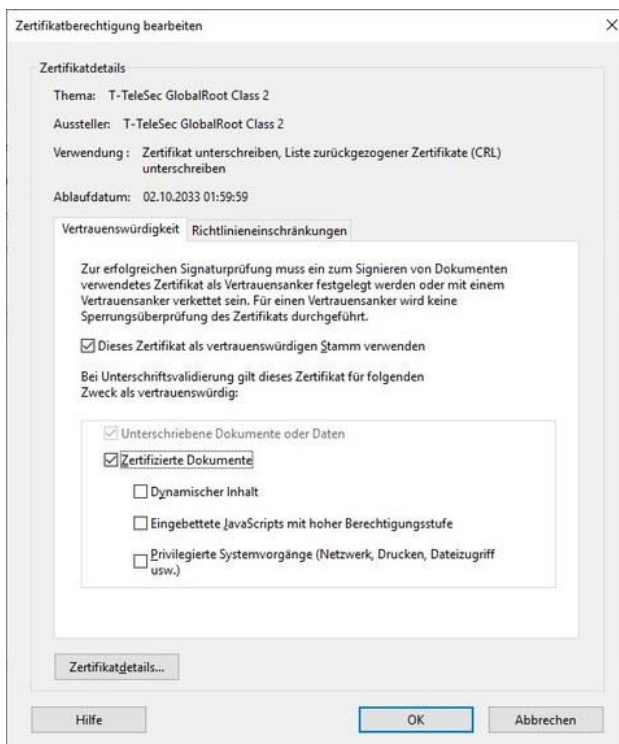 Zertifikatberechtigung bearbeiten
Zertifikatdetails
Thema: T-TeleSec GlobalRoot Class 2
Aussteller: T-TeleSec GlobalRoot Class 2
Verwendung : Zertifikat unterschreiben, Liste zurückgezogener Zertifikate (CRL)
unterschreiben
Ablaufdatum: 02.10.2033 01:59:59
Vertrauenswürdigkeit Richtlinieneinschränkungen
Zur erfolgreichen Signaturprüfung muss ein zum Signieren von Dokumenten
verwendetes Zertifikat als Vertrauensanker festgelegt werden oder mit einem
Vertrauensanker verkettet sein. Für einen Vertrauensanker wird keine
Sperrungsüberprüfung des Zertifikats durchgeführt.
Dieses Zertifikat als vertrauenswürdigen Stamm verwenden
Bei Unterschriftsvalidierung gilt dieses Zertifikat für folgenden
Zweck als vertrauenswürdig:
Unterschriebene Dokumente oder Daten
Zertifizierte Dokumente
Dynamischer Inhalt
Eingebettete JavaScripts mit hoher Berechtigungsstufe
Privilegierte Systemvorgänge (Netzwerk, Drucken, Dateizugriff
usw.)
Zertifikatdetails...
Hilfe OK Abbrechen